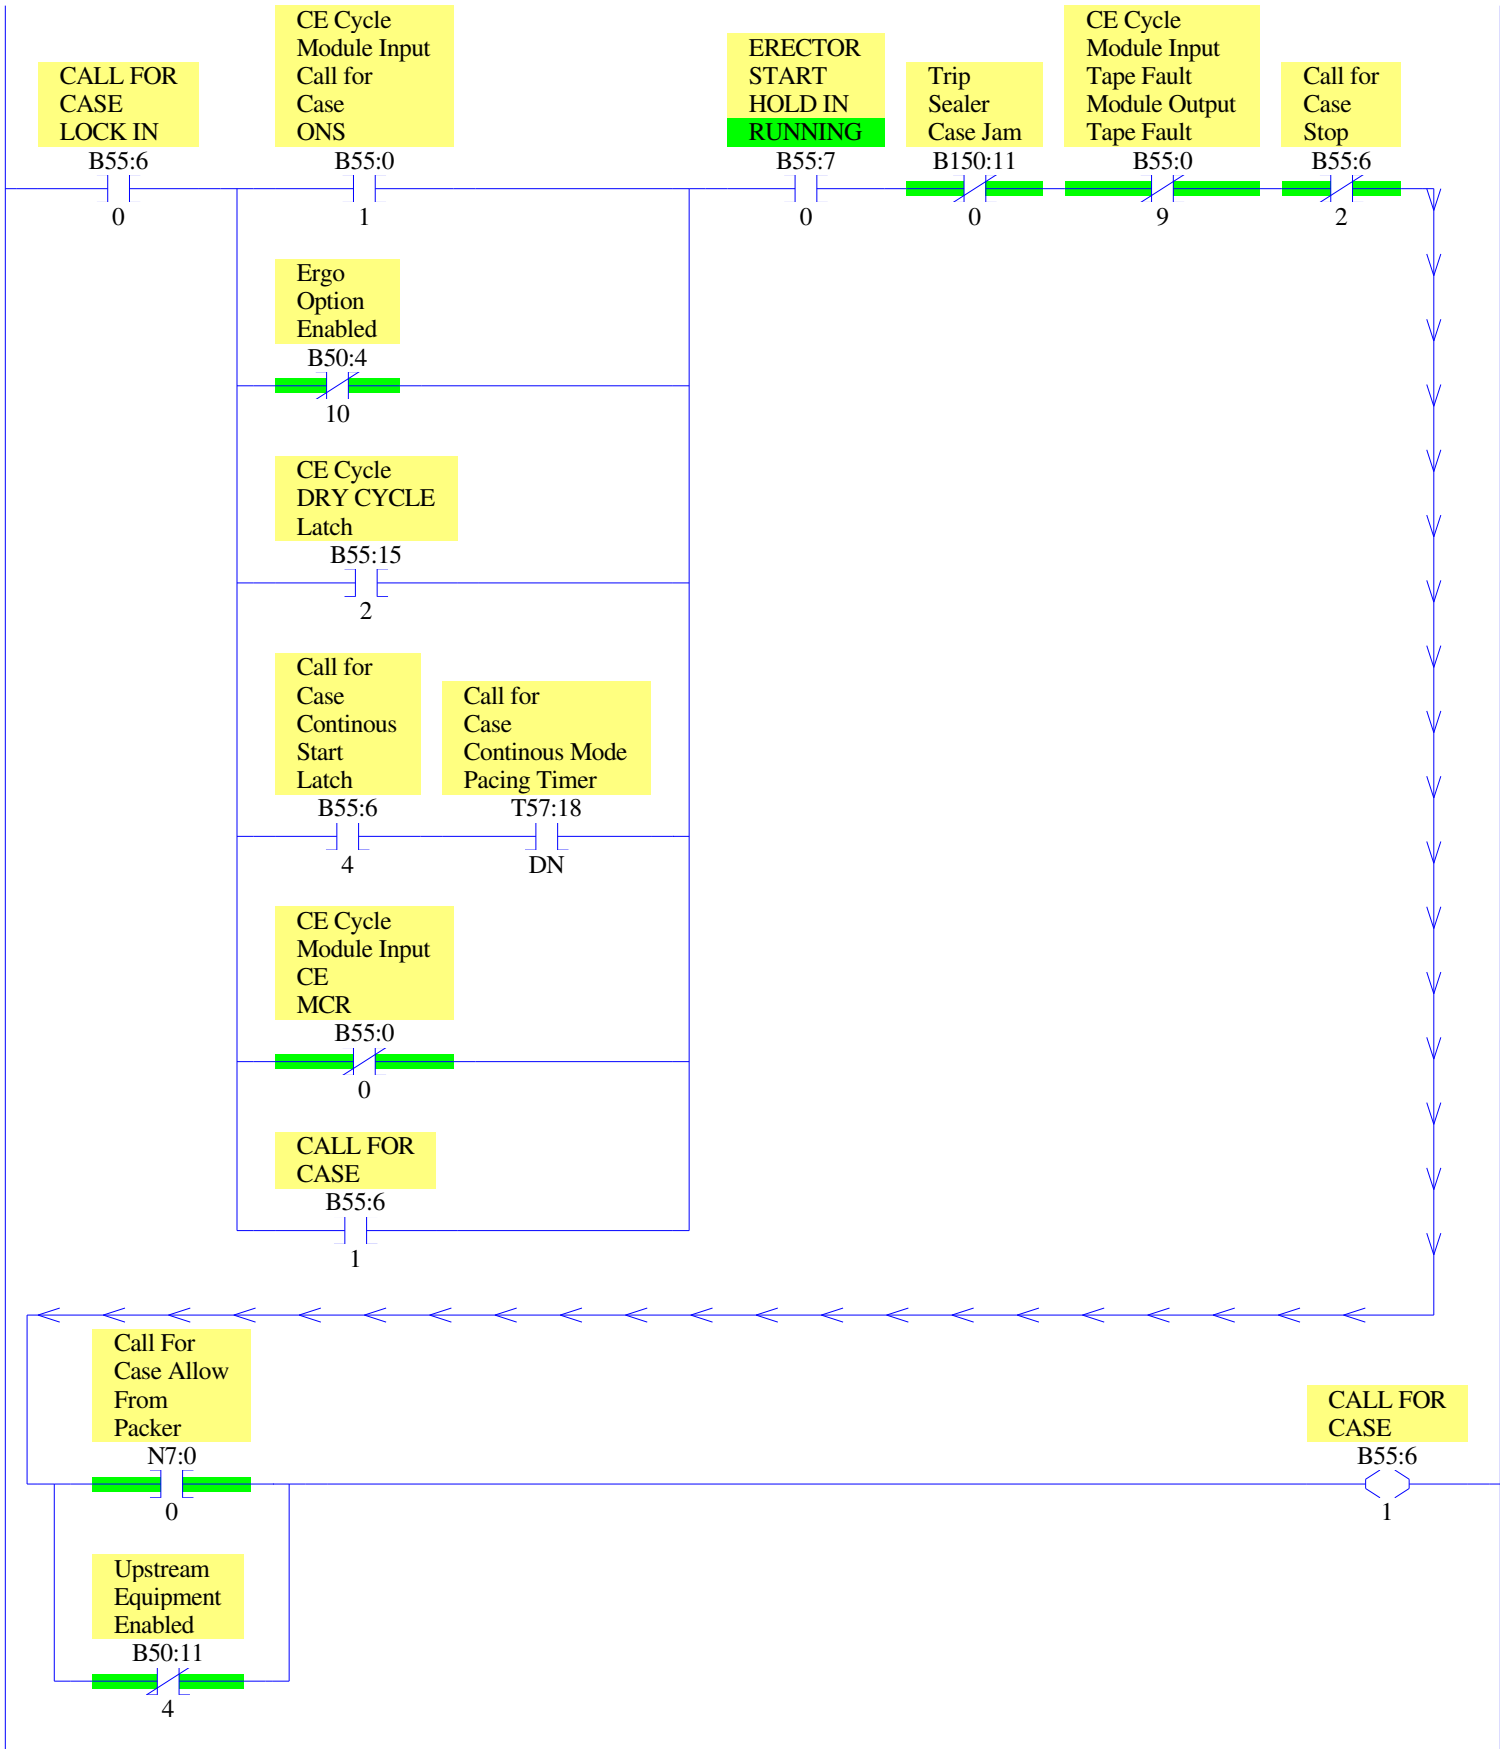 CALL FOR
CASE
LOCK IN
B55:6
0
CE Cycle
Module Input
Call for
Case
ONS
B55:0
1
ERECTOR
START
HOLD IN
RUNNING
B55:7
0
Trip
Sealer
Case Jam
B150:11
0
CE Cycle
Module Input
Tape Fault
Module Output
Tape Fault
B55:0
9
Call for
Case
Stop
B55:6
2
Ergo
Option
Enabled
B50:4
10
CE Cycle
DRY CYCLE
Latch
B55:15
2
Call for
Case
Continous
Start
Latch
B55:6
4
Call for
Case
Continous Mode
Pacing Timer
T57:18
DN
CE Cycle
Module Input
CE
MCR
B55:0
0
CALL FOR
CASE
B55:6
1
Call For
Case Allow
From
Packer
N7:0
0
CALL FOR
CASE
B55:6
1
Upstream
Equipment
Enabled
B50:11
4